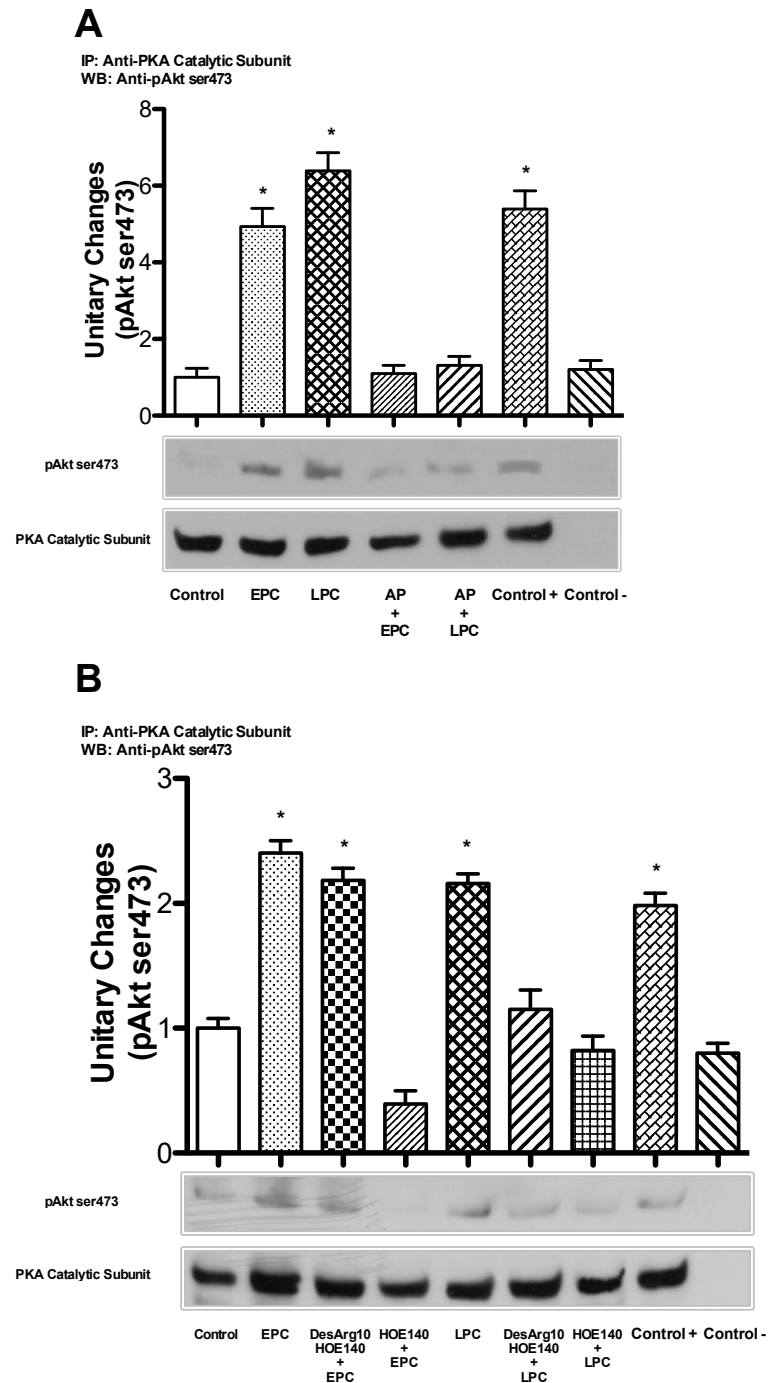 A
IP: Anti-PKA Catalytic Subunit
WB: Anti-pAkt ser473
8
6
4
2
0
Unitary Changes
(pAkt ser473)
*
*
*
pAkt ser473
PKA Catalytic Subunit
Control EPC LPC AP + EPC AP + LPC Control + Control -
B
IP: Anti-PKA Catalytic Subunit
WB: Anti-pAkt ser473
3
2
1
0
Unitary Changes
(pAkt ser473)
*
*
*
*
pAkt ser473
PKA Catalytic Subunit
Control EPC DesArg10 HOE140 + EPC HOE140 + EPC LPC DesArg10 HOE140 + LPC HOE140 + LPC Control + Control -